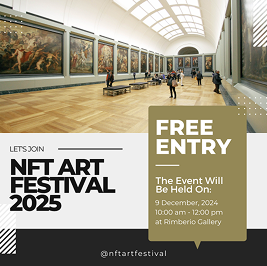 LET'S JOIN
NFT ART
FESTIVAL
2025
FREE
ENTRY
The Event Will
Be Held On:
9 December, 2024
10:00 am - 12:00 pm
at Rimberio Gallery
@nftartfestival